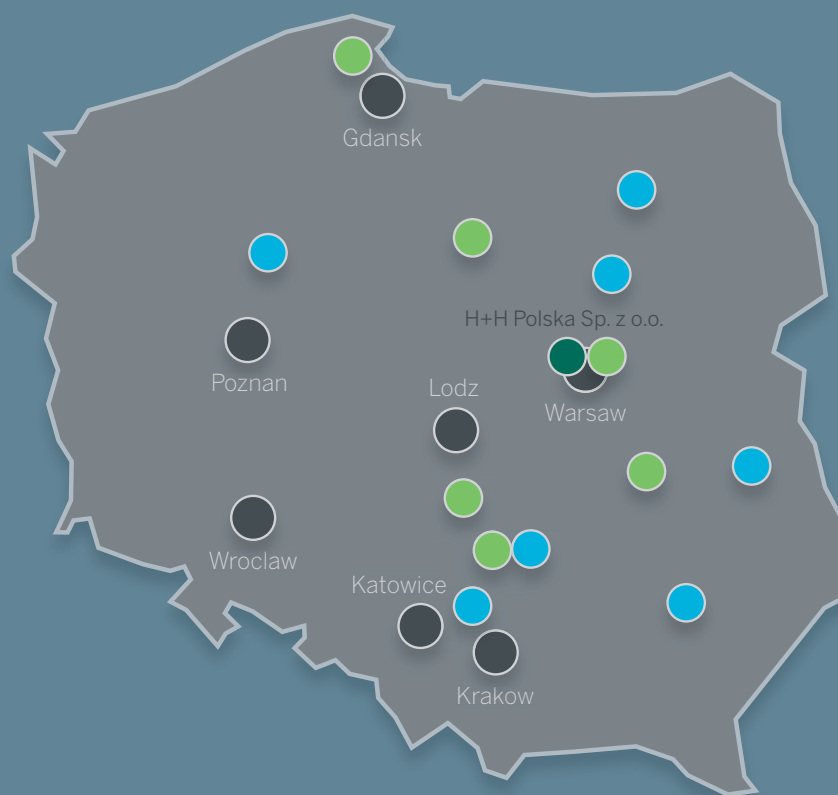 Gdansk
H+H Polska Sp. z o.o.
Poznan
Lodz
Warsaw
Wroclaw
Katowice
Krakow